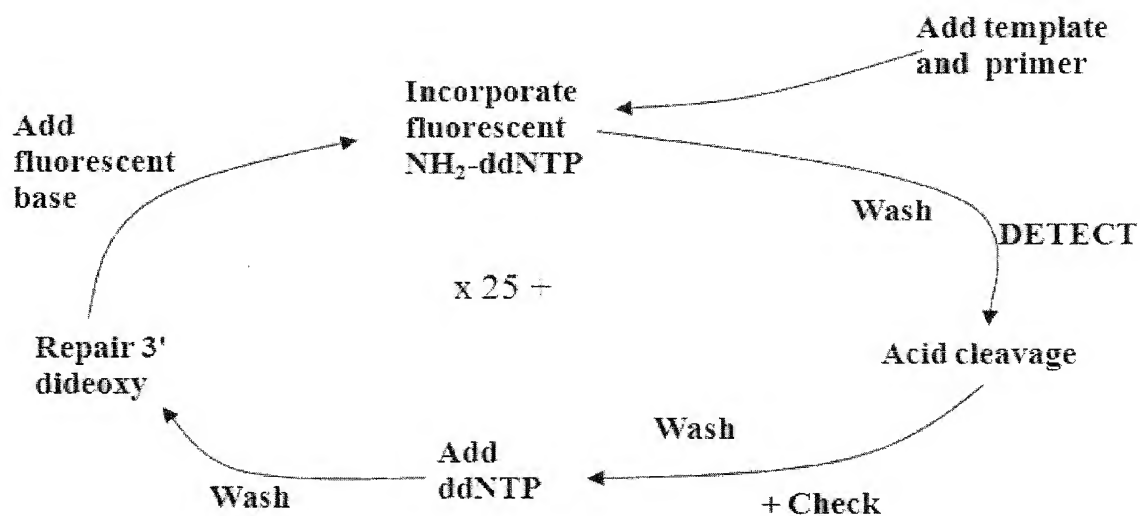 Add template
and primer
Incorporate
fluorescent
NH₂-ddNTP
Add
fluorescent
base
Wash
DETECT
x 25 +
Repair 3'
dideoxy
Acid cleavage
Wash
Add
ddNTP
Wash
+ Check